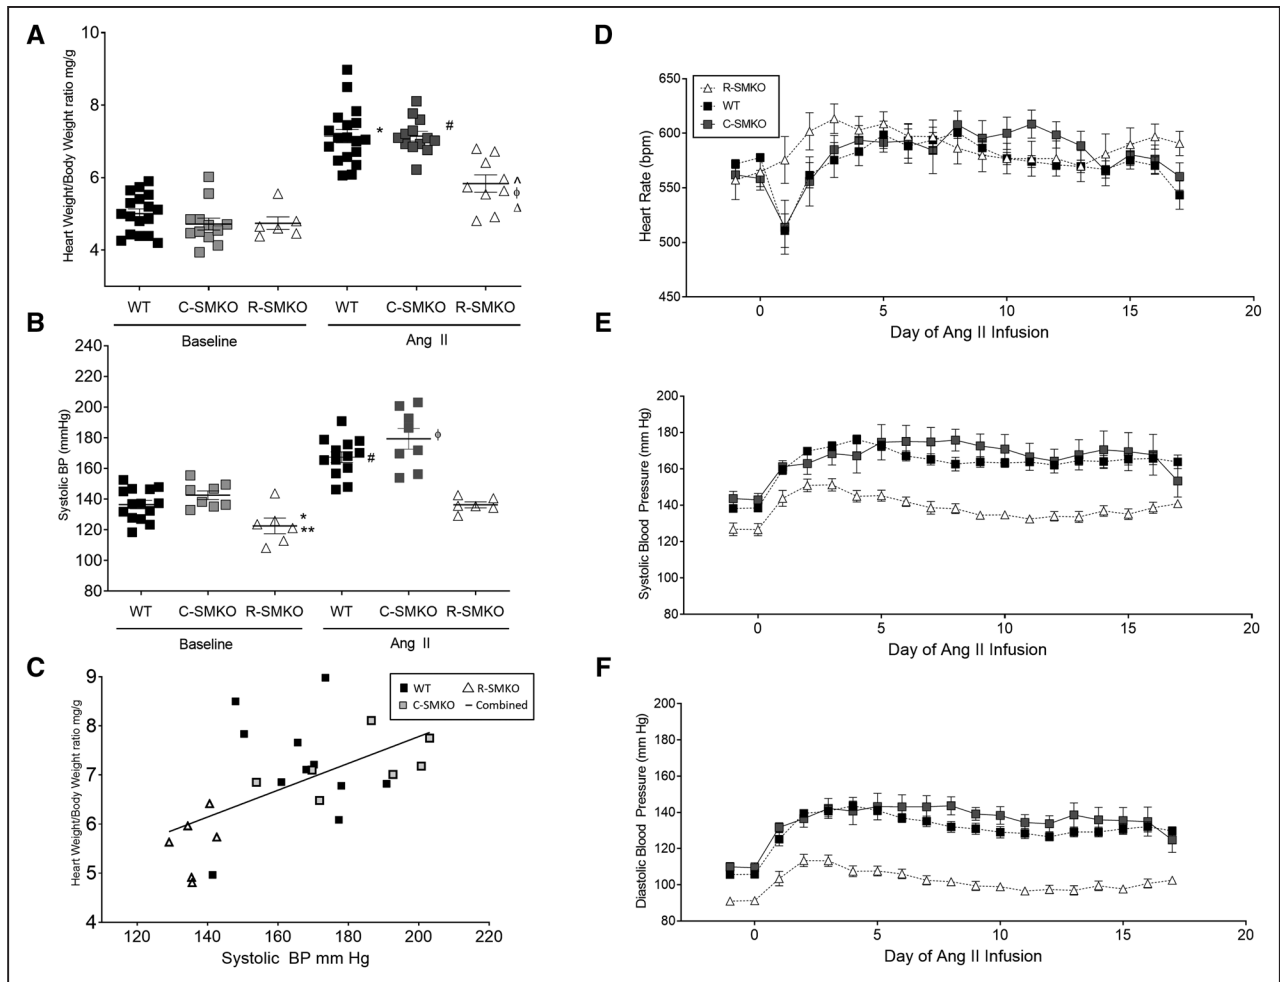 A
Heart Weight/Body Weight ratio mg/g
10
8
6
4
*
#
^
ϕ
Δ
WT C-SMKO R-SMKO WT C-SMKO R-SMKO
Baseline Ang II
B
Systolic BP (mmHg)
240
220
200
180
160
140
120
100
80
*
**
#
ϕ
WT C-SMKO R-SMKO WT C-SMKO R-SMKO
Baseline Ang II
C
Heart Weight/Body Weight ratio mg/g
9
8
7
6
5
4
WT R-SMKO
C-SMKO Combined
120 140 160 180 200 220
Systolic BP mm Hg
D
Heart Rate (bpm)
650
600
550
500
450
R-SMKO
WT
C-SMKO
0 5 10 15 20
Day of Ang II Infusion
E
Systolic Blood Pressure (mm Hg)
200
180
160
140
120
100
80
0 5 10 15 20
Day of Ang II Infusion
F
Diastolic Blood Pressure (mm Hg)
200
180
160
140
120
100
80
0 5 10 15 20
Day of Ang II Infusion